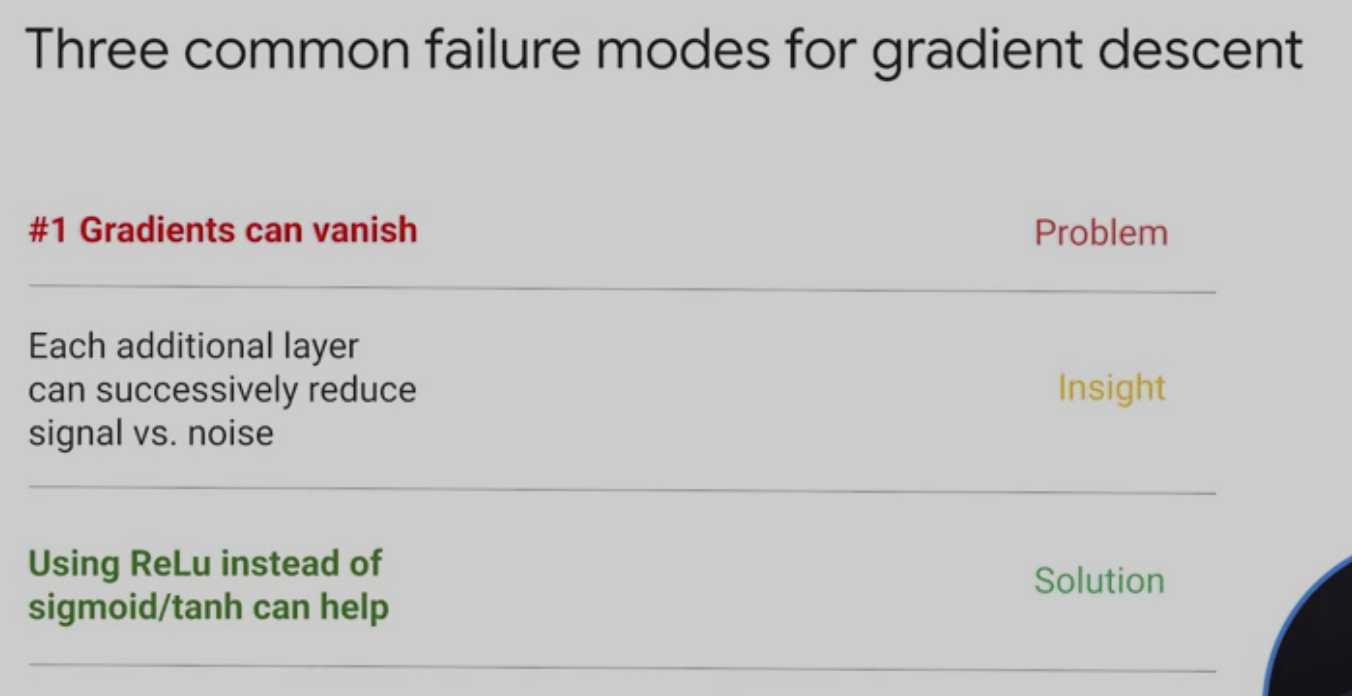 Three common failure modes for gradient descent
#1 Gradients can vanish
Problem
Each additional layer
can successively reduce
signal vs. noise
Insight
Using ReLu instead of
sigmoid/tanh can help
Solution